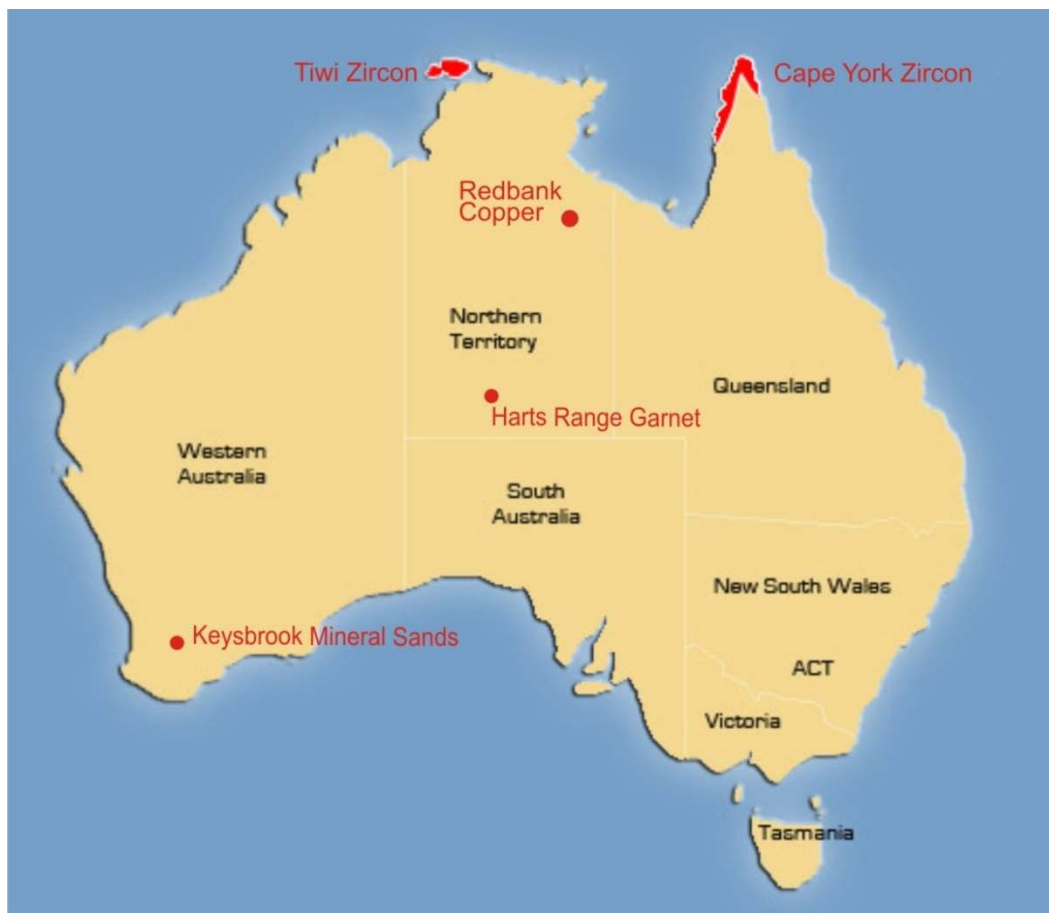 Tiwi Zircon
Cape York Zircon
Redbank
Copper
Northern
Territory
Queensland
Harts Range Garnet
Western
Australia
South
Australia
New South Wales
Keysbrook Mineral Sands
ACT
Victoria
Tasmania